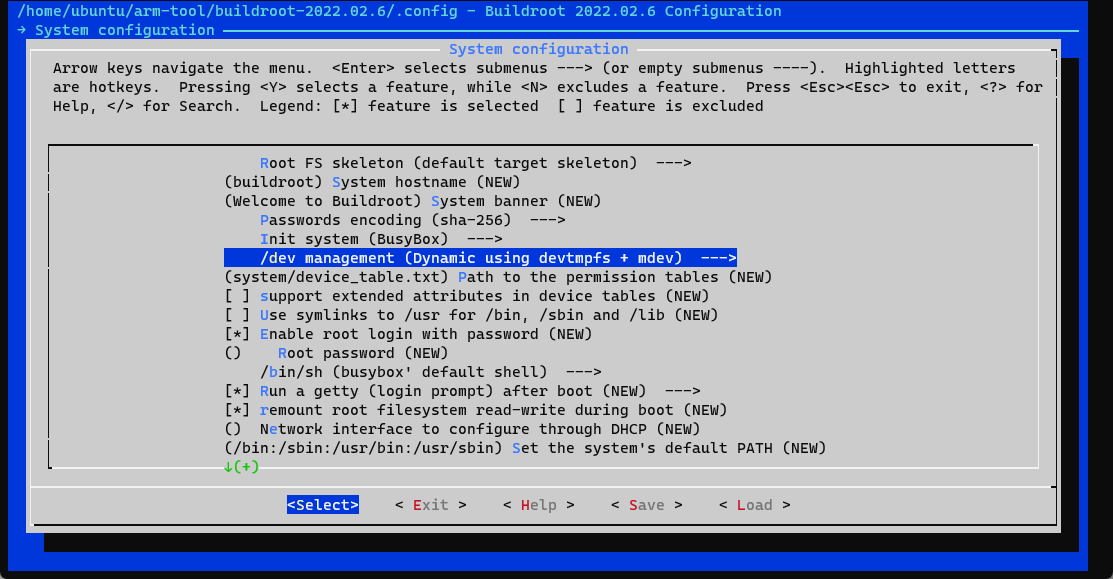 /home/ubuntu/arm-tool/buildroot-2022.02.6/.config - Buildroot 2022.02.6 Configuration
→ System configuration
System configuration
Arrow keys navigate the menu.  <Enter> selects submenus ---> (or empty submenus ----).  Highlighted letters
are hotkeys.  Pressing <Y> selects a feature, while <N> excludes a feature.  Press <Esc><Esc> to exit, <?> for
Help, </> for Search.  Legend: [*] feature is selected  [ ] feature is excluded
Root FS skeleton (default target skeleton)  --->
(buildroot) System hostname (NEW)
(Welcome to Buildroot) System banner (NEW)
Passwords encoding (sha-256)  --->
Init system (BusyBox)  --->
/dev management (Dynamic using devtmpfs + mdev)  --->
(system/device_table.txt) Path to the permission tables (NEW)
[ ] support extended attributes in device tables (NEW)
[ ] Use symlinks to /usr for /bin, /sbin and /lib (NEW)
[*] Enable root login with password (NEW)
()    Root password (NEW)
/bin/sh (busybox' default shell)  --->
[*] Run a getty (login prompt) after boot (NEW)  --->
[*] remount root filesystem read-write during boot (NEW)
()  Network interface to configure through DHCP (NEW)
(/bin:/sbin:/usr/bin:/usr/sbin) Set the system's default PATH (NEW)
↓(+)
<Select>    < Exit >    < Help >    < Save >    < Load >